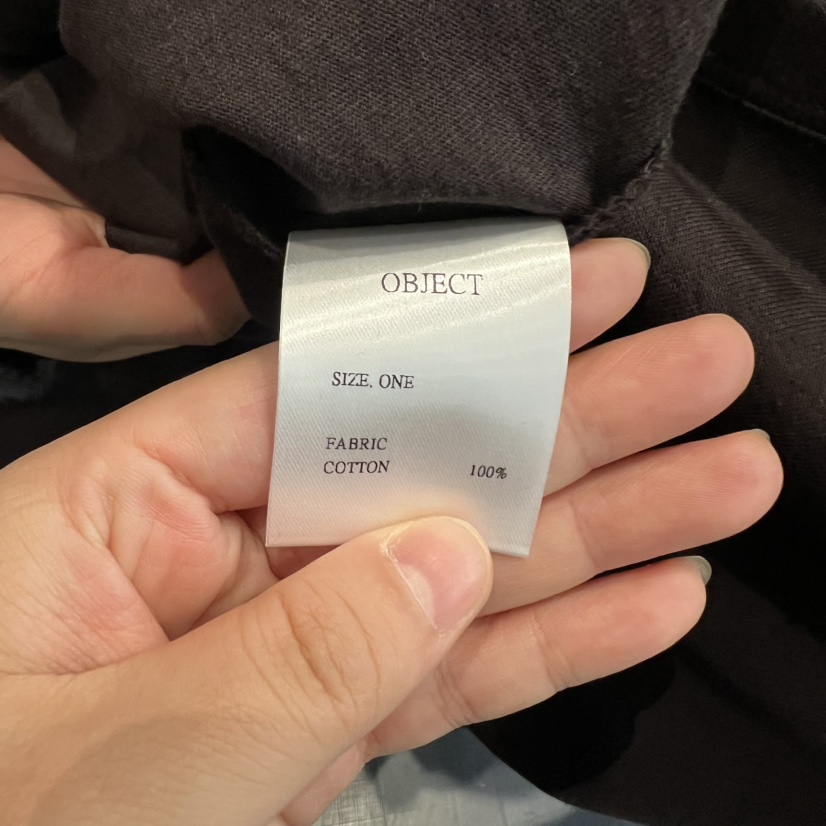 OBJECT
SIZE. ONE
FABRIC
COTTON 100%